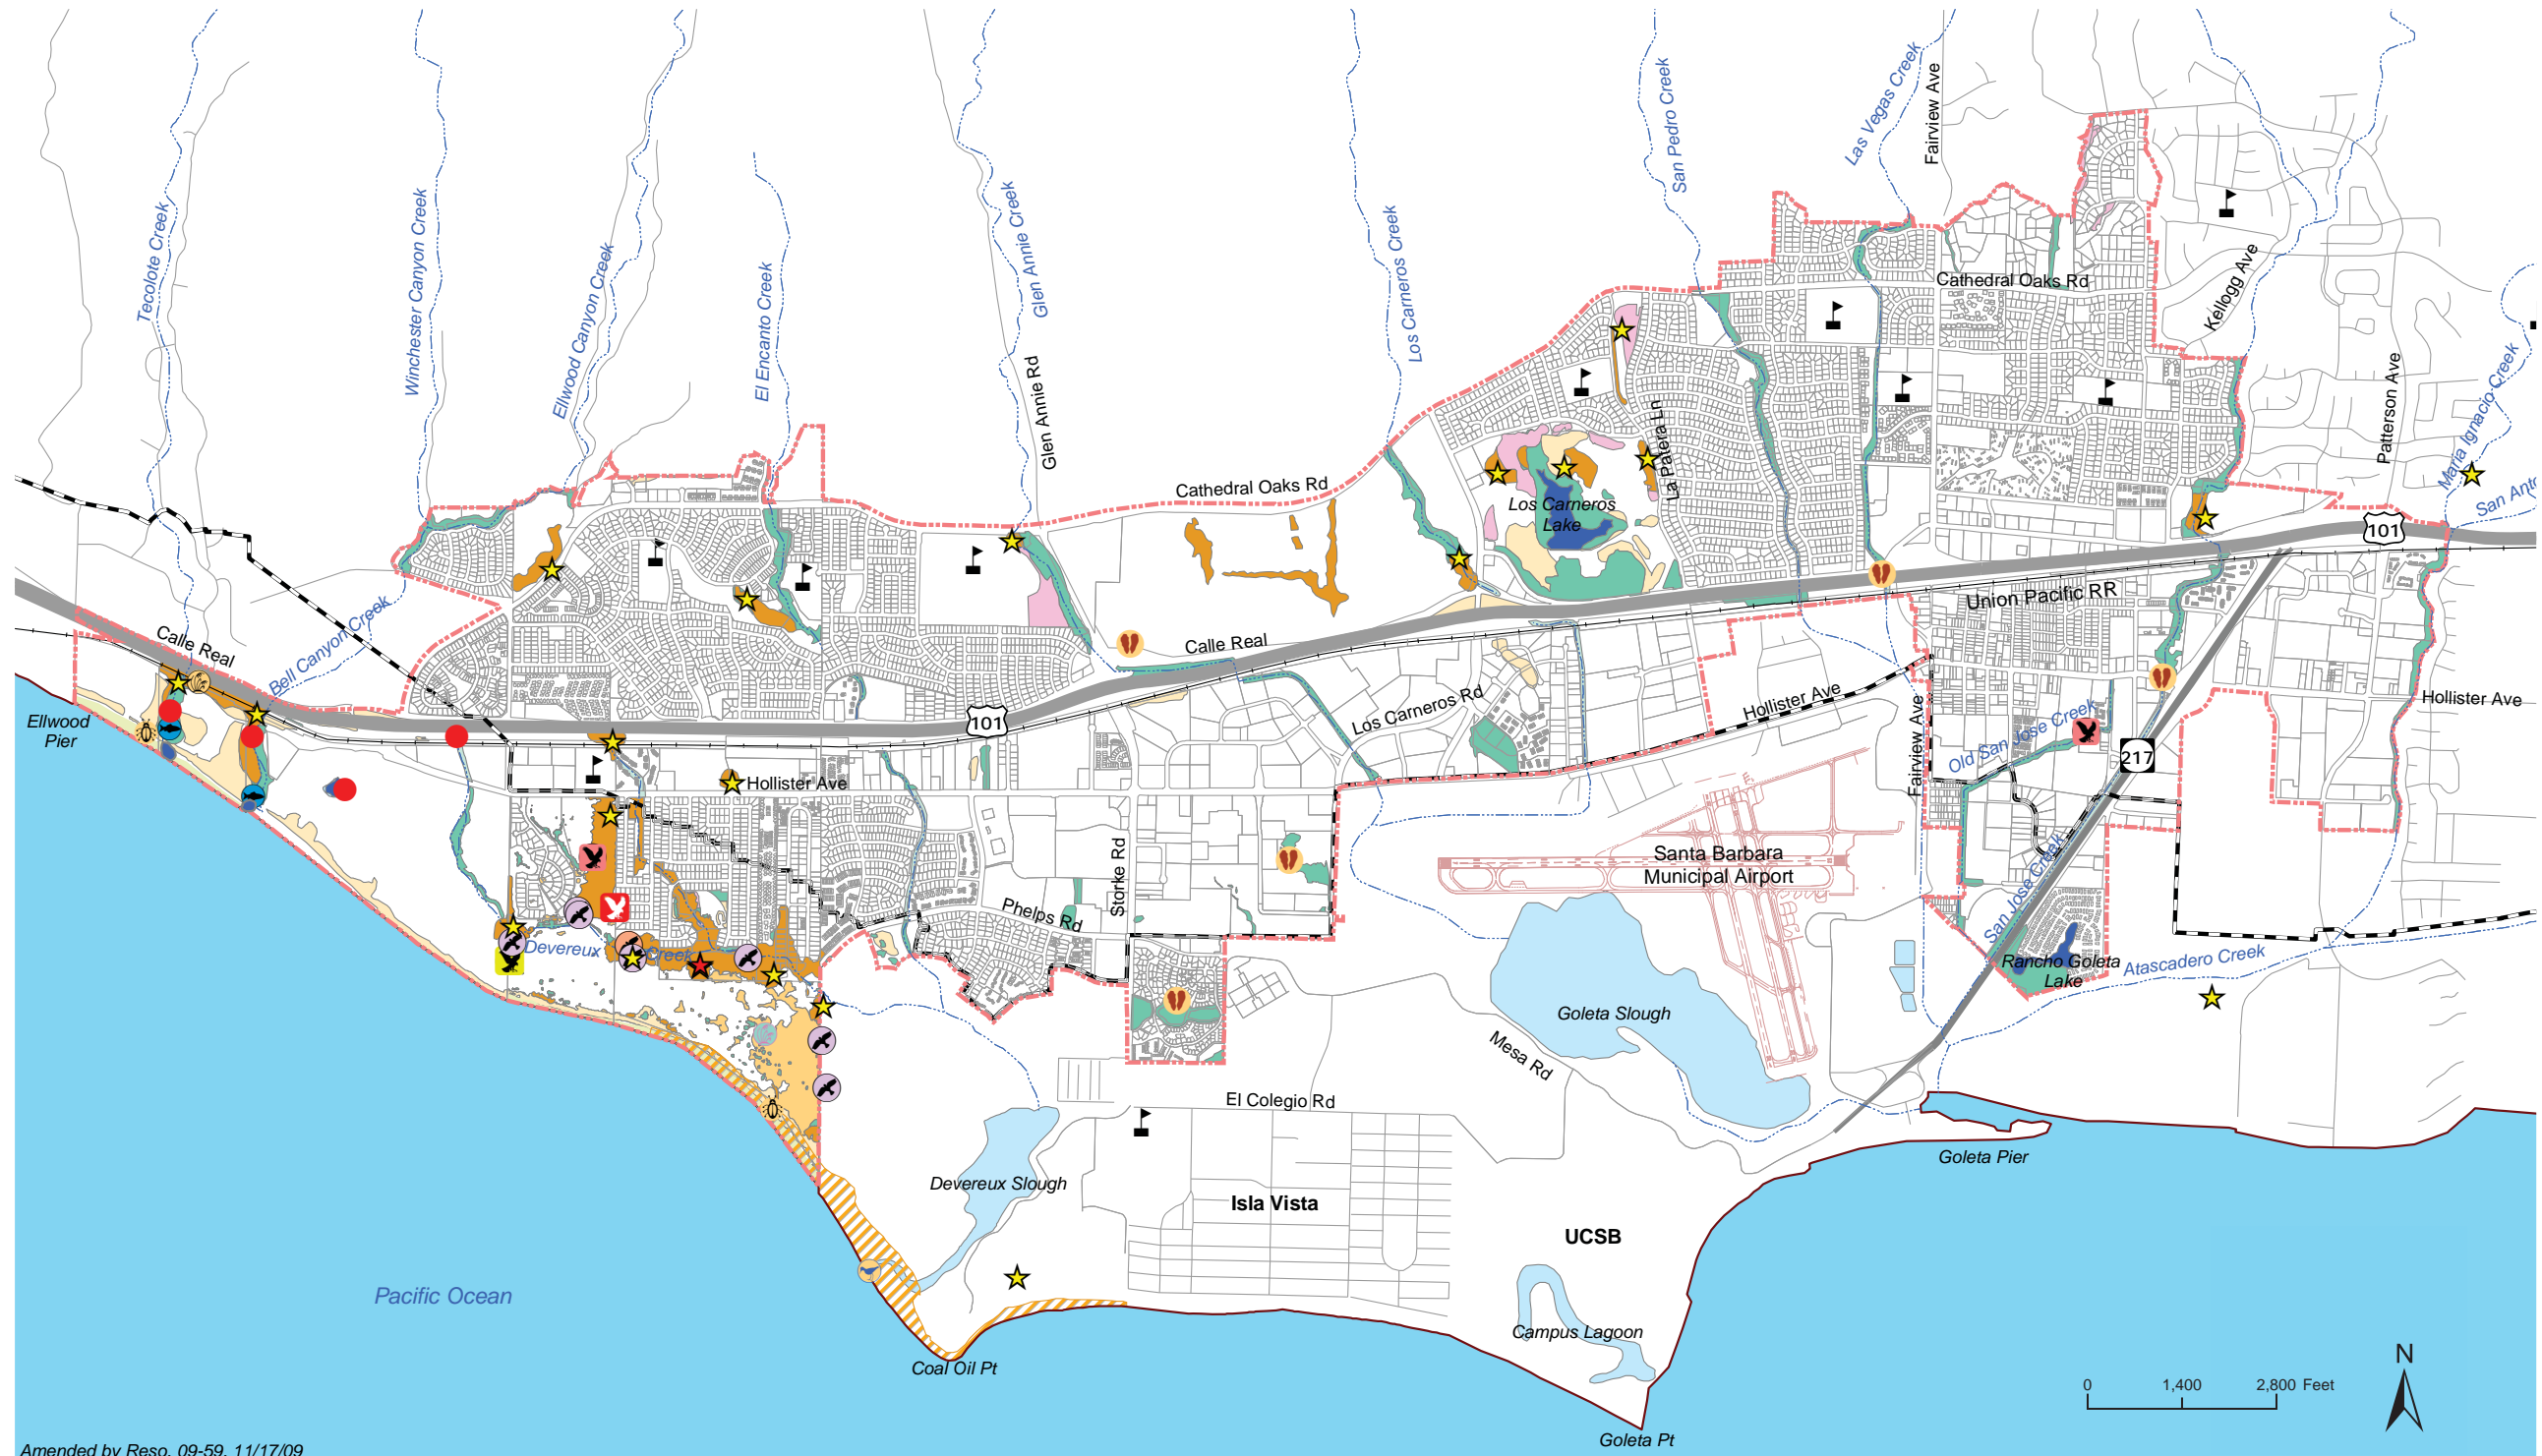 Tecolote Creek
Winchester Canyon Creek
Ellwood Canyon Creek
El Encanto Creek
Glen Annie Creek
Glen Annie Rd
Los Carneros Creek
San Pedro Creek
Las Vegas Creek
Fairview Ave
Cathedral Oaks Rd
Kellogg Ave
Patterson Ave
Maria Ignacio Creek
La Patera Ln
Cathedral Oaks Rd
Los Carneros
Lake
101
Union Pacific RR
Calle Real
Bell Canyon Creek
Calle Real
Ellwood
Pier
101
Los Carneros Rd
Hollister Ave
Hollister Ave
Old San Jose Creek
217
Fairview Ave
Hollister Ave
Storke Rd
Santa Barbara
Municipal Airport
Phelps Rd
Devereux
Creek
San Jose Creek
Rancho Goleta
Lake
Atascadero Creek
Goleta Slough
Mesa Rd
El Colegio Rd
Goleta Pier
Devereux Slough
Isla Vista
UCSB
Pacific Ocean
Campus Lagoon
Coal Oil Pt
Goleta Pt
N
0 1,400 2,800 Feet
Amended by Reso. 09-59, 11/17/09